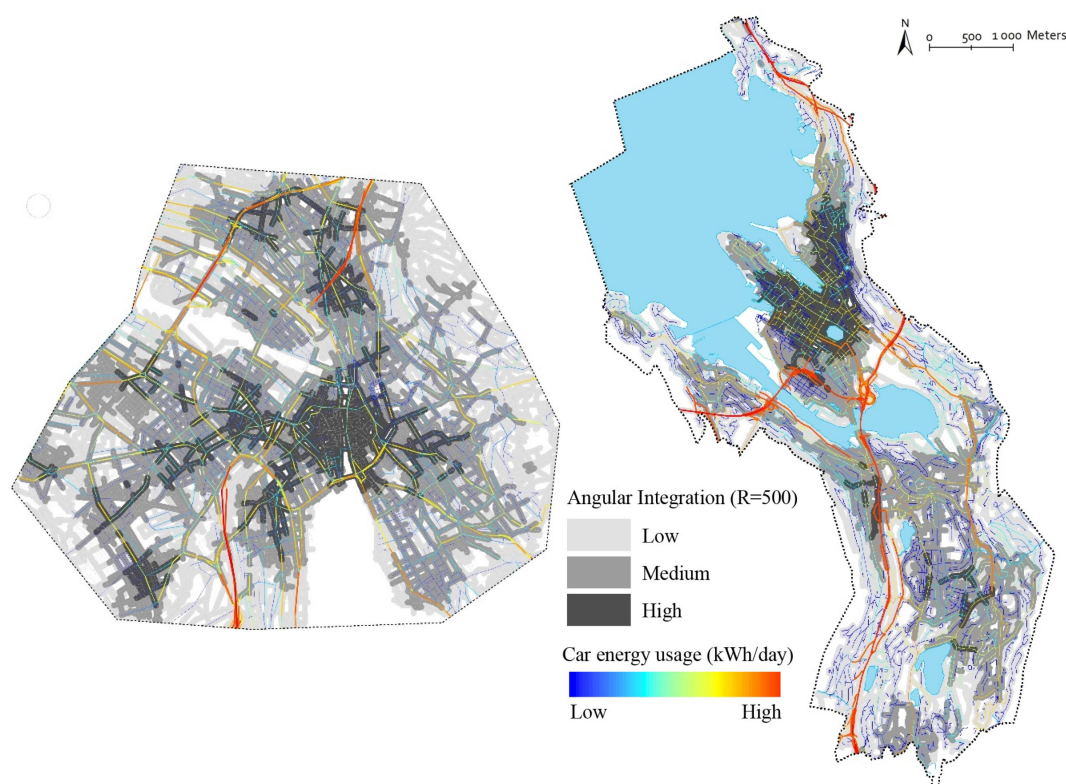 N
0 500 1 000 Meters
Angular Integration (R=500)
Low
Medium
High
Car energy usage (kWh/day)
Low High